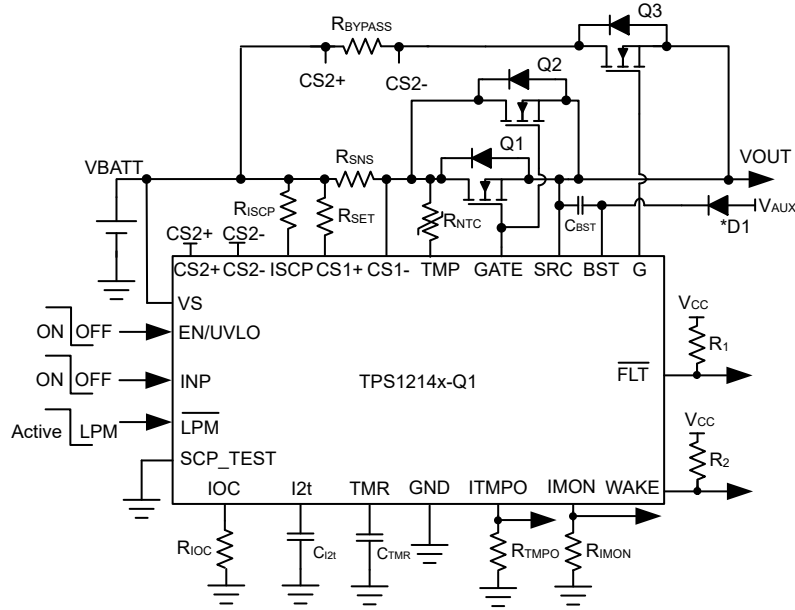 Q3
RBYPASS
CS2+
CS2-
Q2
VBATT
RSNS
Q1
VOUT
RISCP
RSET
RNTC
CBST
*D1
VAUX
CS2+
CS2-
CS2+ CS2- ISCP CS1+ CS1- TMP GATE SRC BST G
VS
ON OFF
EN/UVLO
ON OFF
INP
TPS1214x-Q1
FLT
VCC
R1
Active LPM
LPM
SCP_TEST
VCC
R2
IOC I2t TMR GND ITMPO IMON WAKE
RIOC
CI2t
CTMR
RTMPO
RIMON